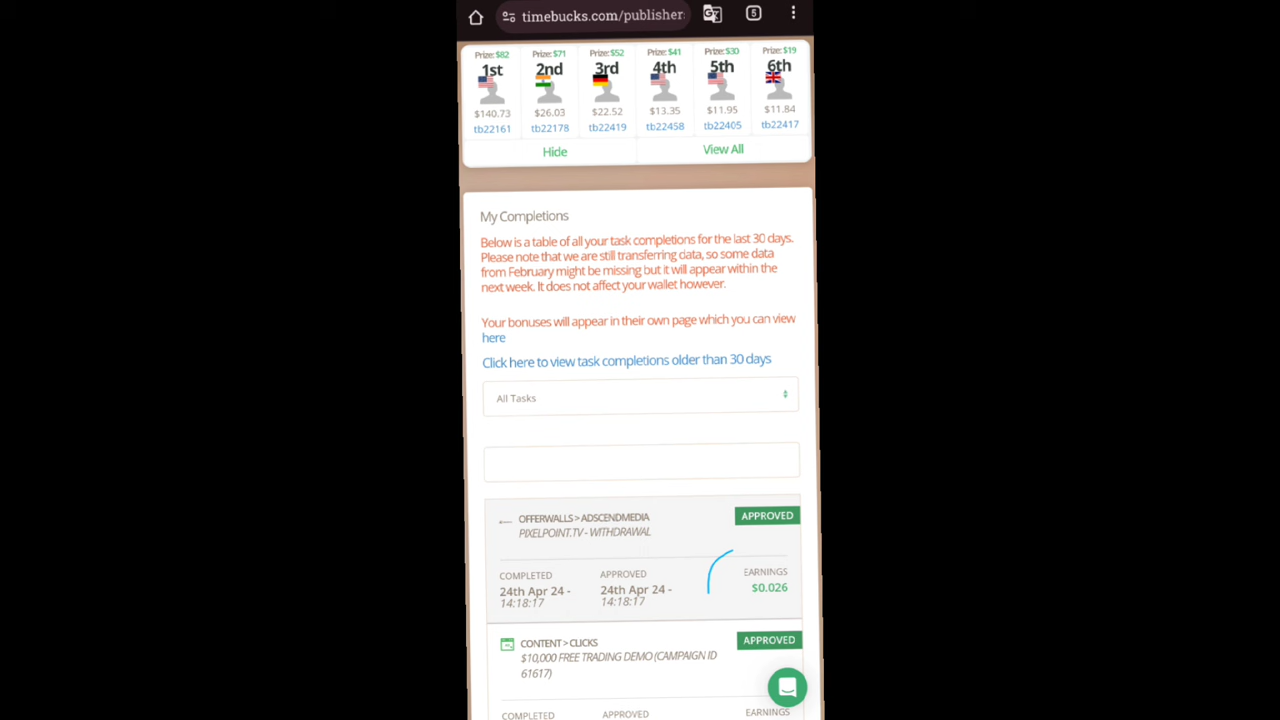 timebucks.com/publisher
5
Prize: $82 Prize: $71 Prize: $52 Prize: $41 Prize: $30 Prize: $19
1st 2nd 3rd 4th 5th 6th
$140.73 $26.03 $22.52 $13.35 $11.95 $11.84
tb22161 tb22178 tb22419 tb22458 tb22405 tb22417
Hide View All
My Completions
Below is a table of all your task completions for the last 30 days.
Please note that we are still transferring data, so some data
from February might be missing but it will appear within the
next week. It does not affect your wallet however.
Your bonuses will appear in their own page which you can view
here
Click here to view task completions older than 30 days
All Tasks
OFFERWALLS > ADSCENDMEDIA APPROVED
PIXELPOINT.TV - WITHDRAWAL
COMPLETED APPROVED EARNINGS
24th Apr 24 - 24th Apr 24 - $0.026
14:18:17 14:18:17
CONTENT > CLICKS APPROVED
$10,000 FREE TRADING DEMO (CAMPAIGN ID
61617)
COMPLETED APPROVED EARNINGS